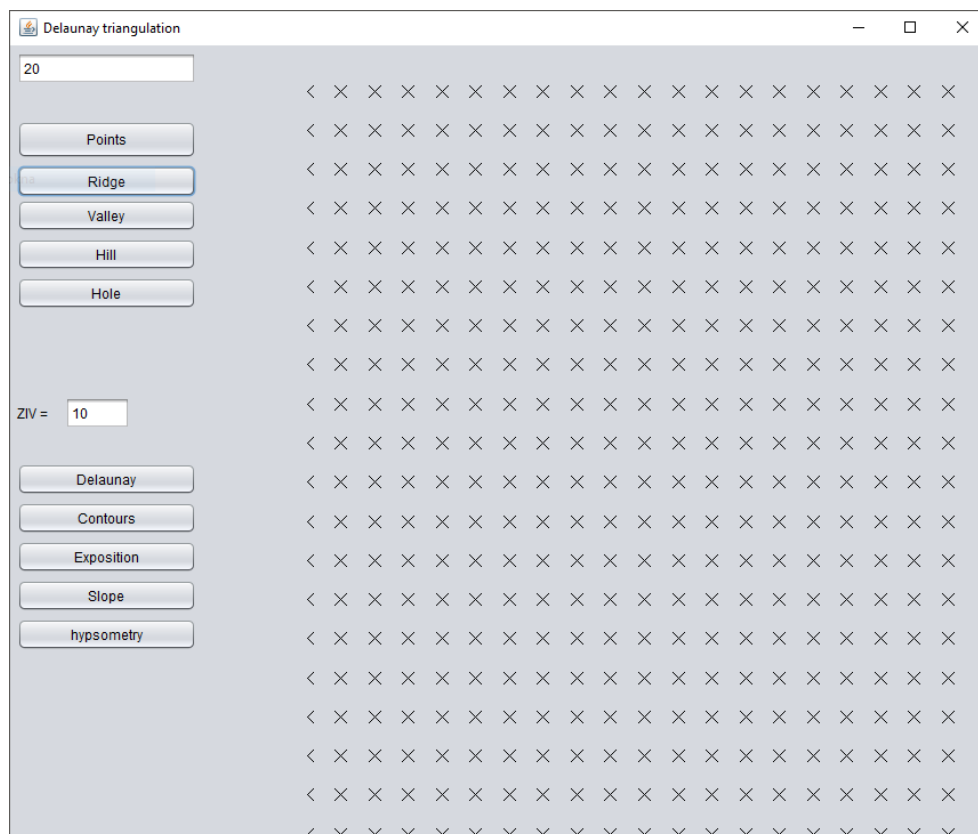 Delaunay triangulation
20
Points
Ridge
Valley
Hill
Hole
ZIV =
10
Delaunay
Contours
Exposition
Slope
hypsometry